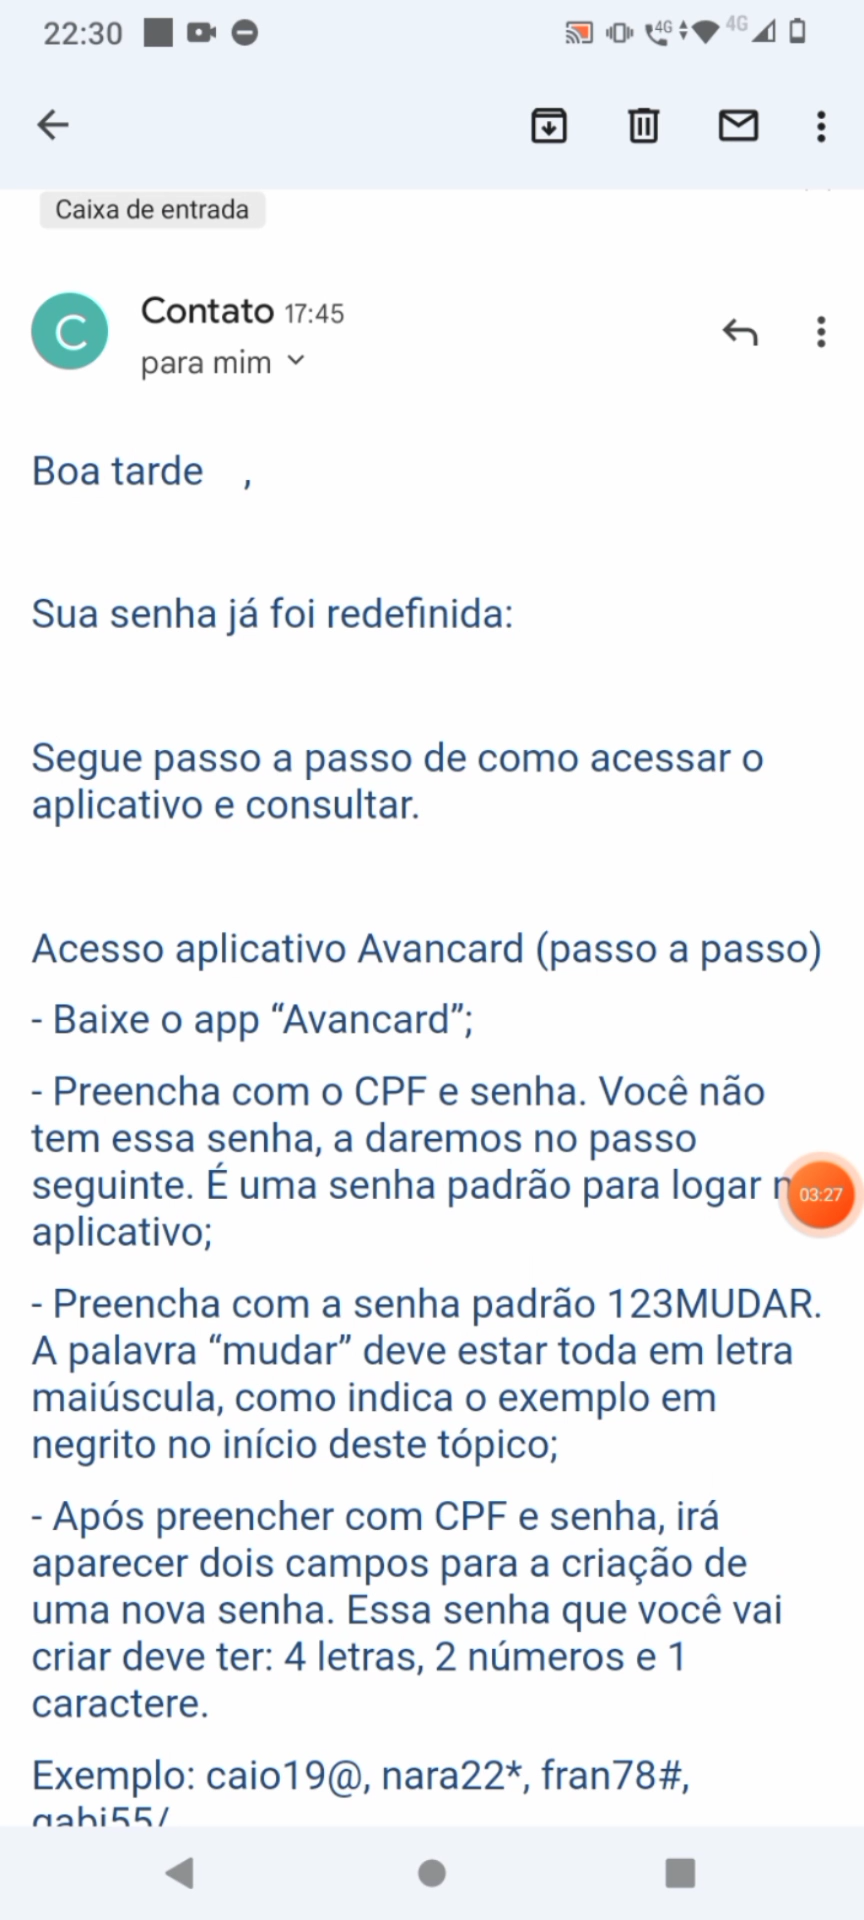 22:30
4G
4G
Caixa de entrada
C
Contato 17:45
para mim
Boa tarde ,
Sua senha já foi redefinida:
Segue passo a passo de como acessar o
aplicativo e consultar.
Acesso aplicativo Avancard (passo a passo)
- Baixe o app “Avancard”;
- Preencha com o CPF e senha. Você não
tem essa senha, a daremos no passo
seguinte. É uma senha padrão para logar
03:27
aplicativo;
- Preencha com a senha padrão 123MUDAR.
A palavra “mudar” deve estar toda em letra
maiúscula, como indica o exemplo em
negrito no início deste tópico;
- Após preencher com CPF e senha, irá
aparecer dois campos para a criação de
uma nova senha. Essa senha que você vai
criar deve ter: 4 letras, 2 números e 1
caractere.
Exemplo: caio19@, nara22*, fran78#,
gabi55/